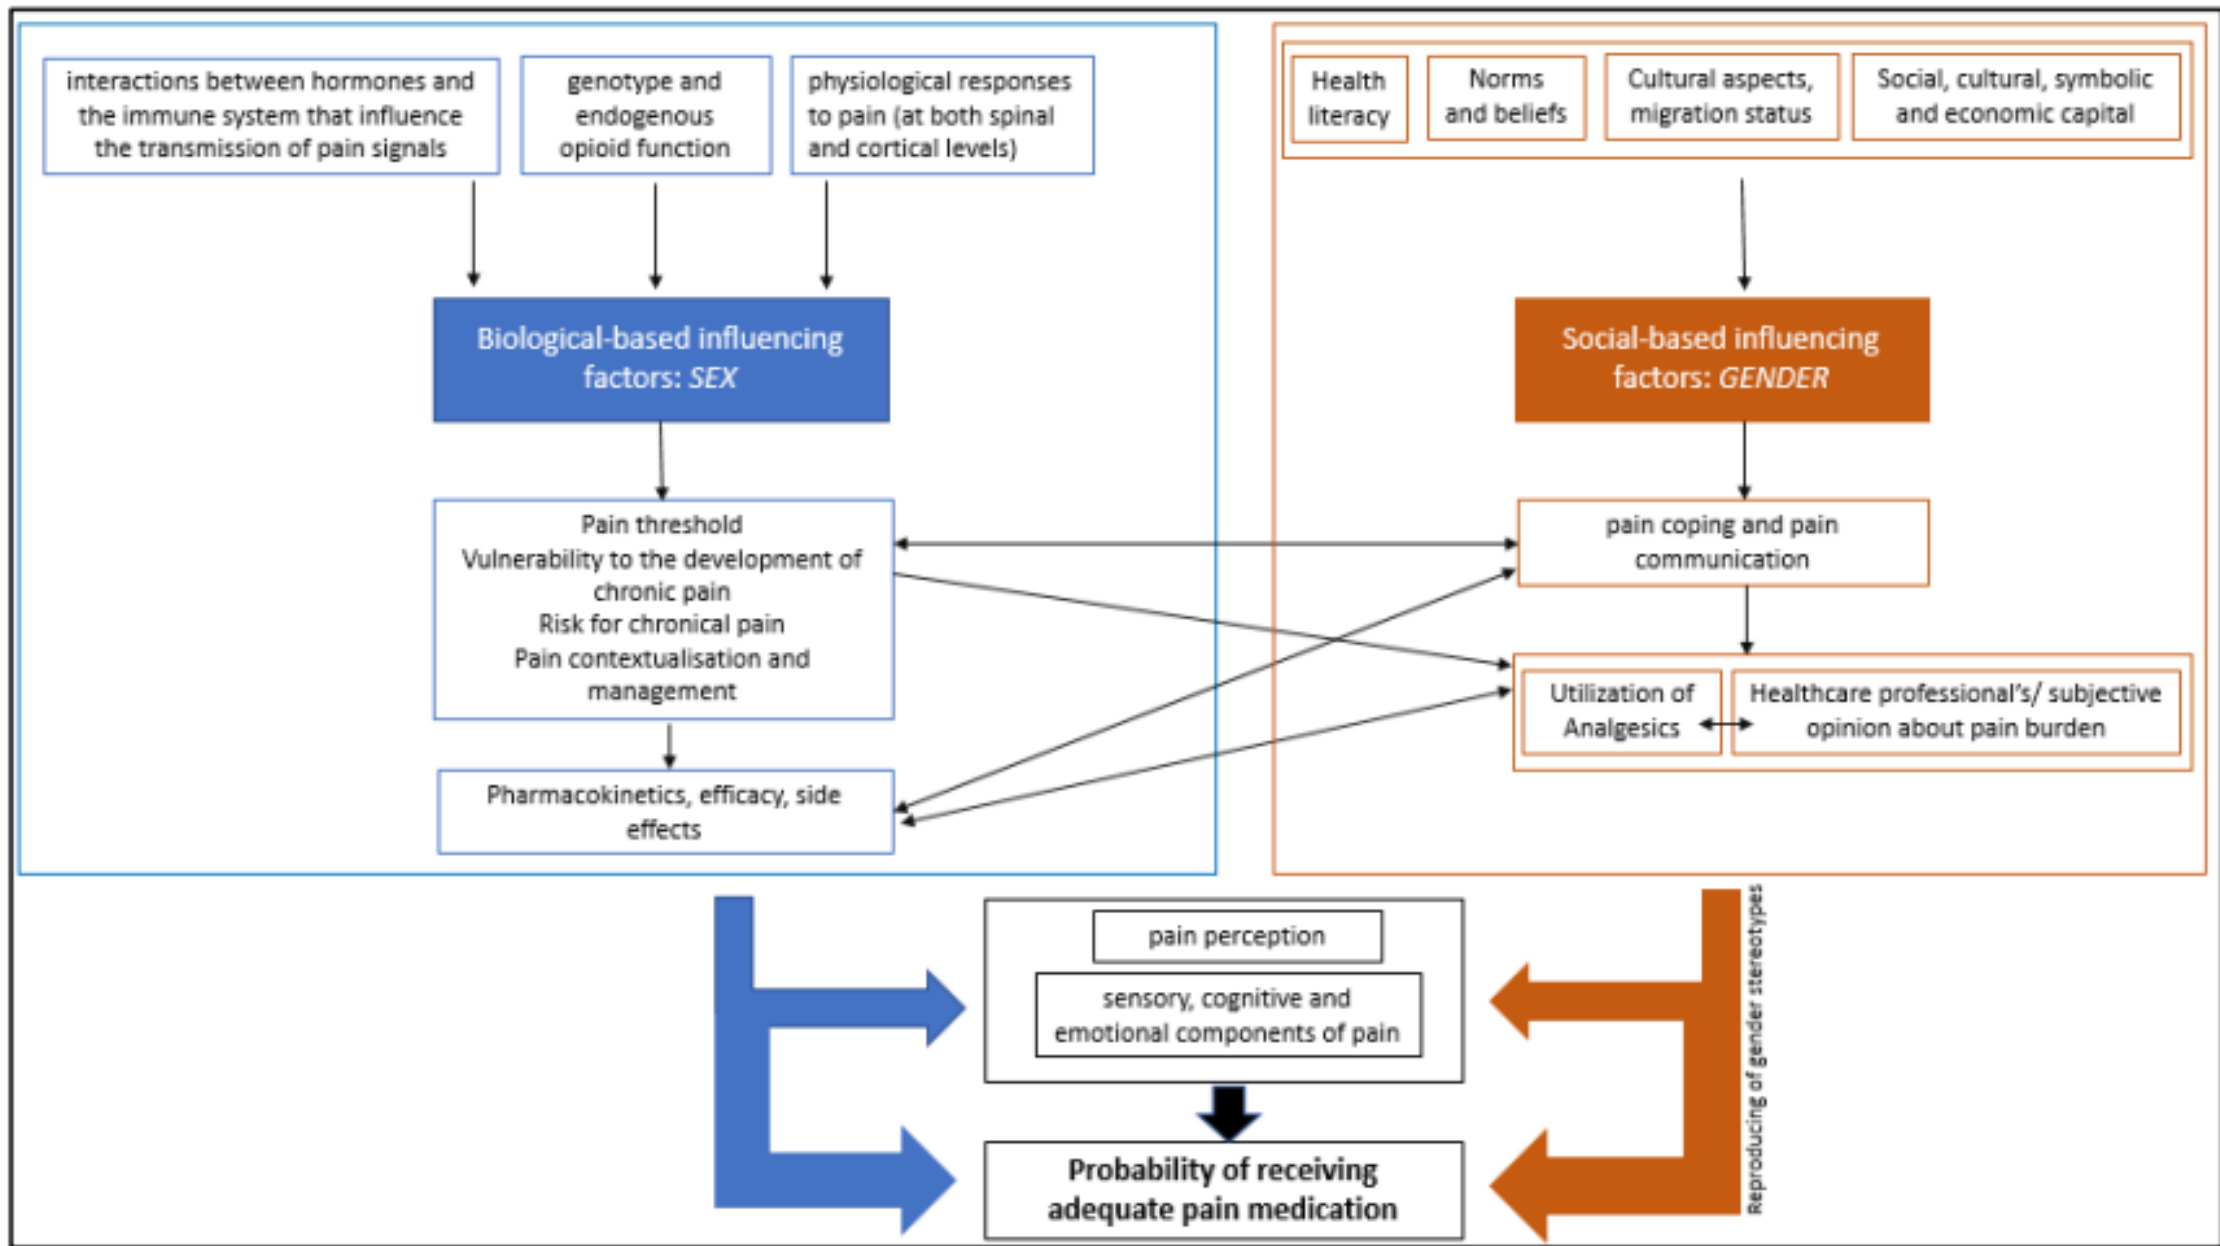 interactions between hormones and
the immune system that influence
the transmission of pain signals
genotype and
endogenous
opioid function
physiological responses
to pain (at both spinal
and cortical levels)
Health
literacy
Norms
and beliefs
Cultural aspects,
migration status
Social, cultural, symbolic
and economic capital
Biological-based influencing
factors: SEX
Social-based influencing
factors: GENDER
Pain threshold
Vulnerability to the development of
chronic pain
Risk for chronical pain
Pain contextualisation and
management
pain coping and pain
communication
Utilization of
Analgesics
Healthcare professional's/ subjective
opinion about pain burden
Pharmacokinetics, efficacy, side
effects
pain perception
sensory, cognitive and
emotional components of pain
Reproducing of gender stereotypes
Probability of receiving
adequate pain medication